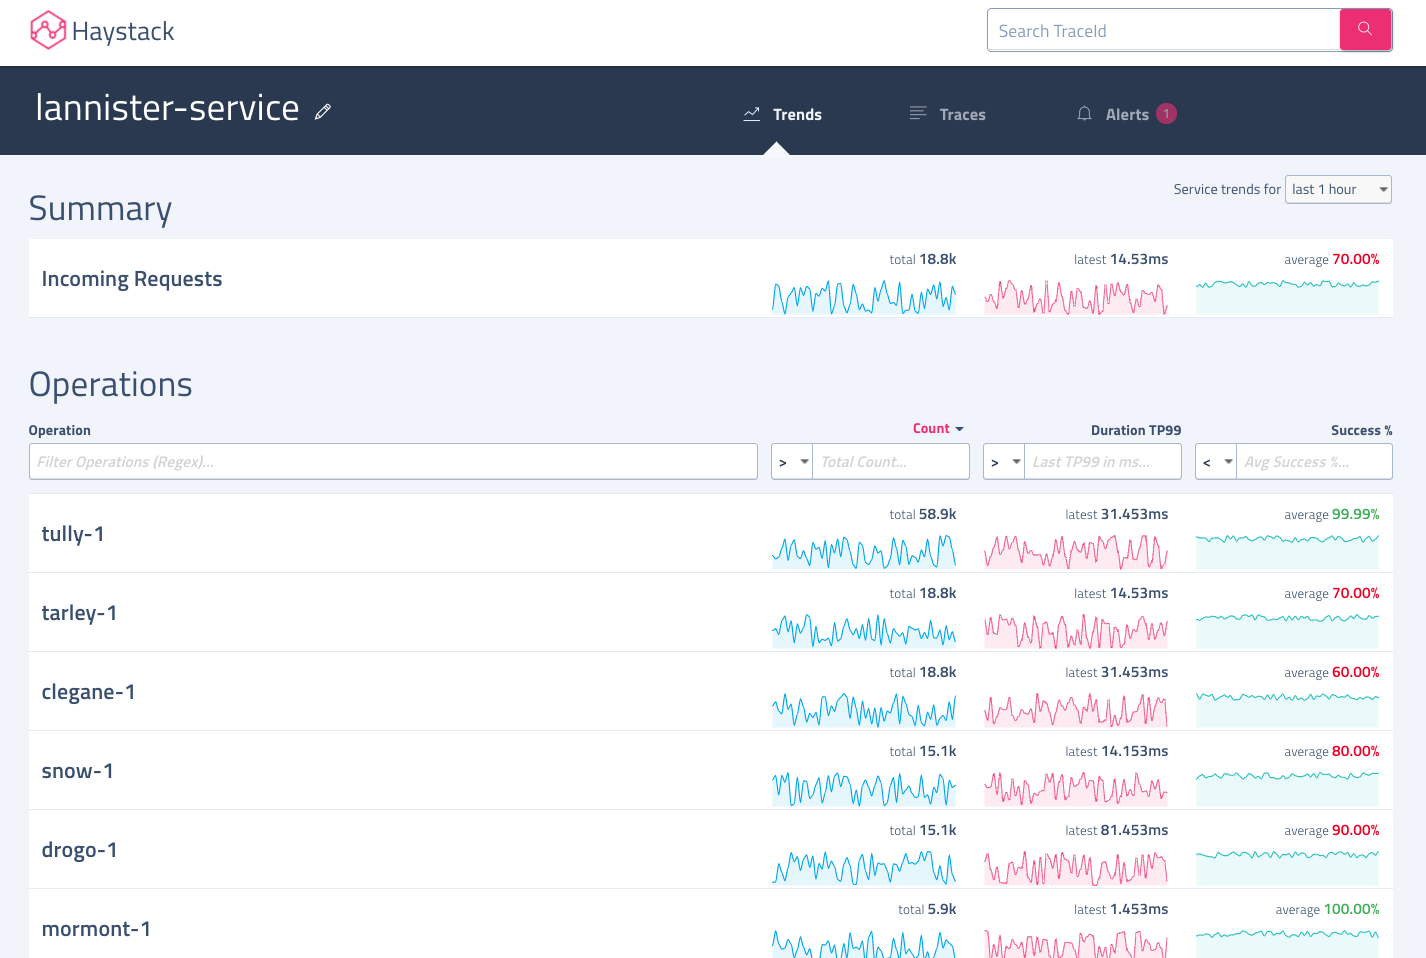 Haystack
Search TraceId
lannister-service
Trends
Traces
Alerts 1
Service trends for last 1 hour
Summary
Incoming Requests
total 18.8k
latest 14.53ms
average 70.00%
Operations
Operation
Count
Duration TP99
Success %
Filter Operations (Regex)...
> Total Count...
> Last TP99 in ms...
< Avg Success %...
tully-1
total 58.9k
latest 31.453ms
average 99.99%
tarley-1
total 18.8k
latest 14.53ms
average 70.00%
clegane-1
total 18.8k
latest 31.453ms
average 60.00%
snow-1
total 15.1k
latest 14.153ms
average 80.00%
drogo-1
total 15.1k
latest 81.453ms
average 90.00%
mormont-1
total 5.9k
latest 1.453ms
average 100.00%